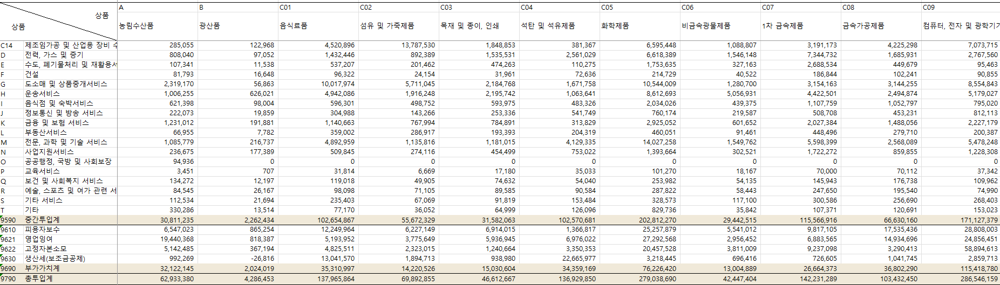 상품 A B C01 C02 C03 C04 C05 C06 C07 C08 C09
상품 농림수산품 광산품 음식료품 섬유 및 가죽제품 목재 및 종이, 인쇄 석탄 및 석유제품 화학제품 비금속광물제품 1차 금속제품 금속가공제품 컴퓨터, 전자 및 광학기기
C14 제조임가공 및 산업용 장비 수 285,055 122,968 4,520,896 13,787,530 1,848,853 381,367 6,595,448 1,088,807 3,191,173 4,225,298 7,073,715
D 전력, 가스 및 증기 808,040 97,052 1,432,446 892,389 1,535,531 2,561,029 6,618,389 1,546,148 7,344,732 1,685,931 2,767,560
E 수도, 폐기물처리 및 재활용서 107,341 11,538 537,207 201,462 474,263 110,275 1,753,635 327,163 2,688,534 449,679 95,463
F 건설 81,793 16,648 96,322 24,154 31,961 72,636 214,729 40,522 186,844 102,241 90,855
G 도소매 및 상품중개서비스 2,319,170 56,863 10,017,974 5,711,045 2,184,768 1,671,758 10,544,009 1,280,700 3,154,163 3,144,255 8,554,843
H 운송서비스 1,006,255 626,021 4,942,086 1,916,248 2,195,742 1,063,641 8,612,693 5,056,931 4,422,501 2,494,874 5,179,027
I 음식점 및 숙박서비스 621,398 98,004 596,301 498,752 593,975 483,326 2,034,026 439,375 1,107,759 1,052,797 795,020
J 정보통신 및 방송 서비스 222,073 19,859 304,988 143,266 253,336 541,749 760,174 219,587 508,708 453,231 812,113
K 금융 및 보험 서비스 1,231,012 191,881 1,140,663 767,994 784,891 313,829 2,925,052 601,652 2,027,384 1,488,056 2,227,179
L 부동산서비스 66,955 7,782 359,002 286,917 193,393 204,319 460,051 91,461 448,496 279,710 200,387
M 전문, 과학 및 기술 서비스 1,085,779 216,737 4,892,959 1,135,816 1,181,015 4,129,335 14,027,258 1,549,762 5,598,399 2,568,089 5,478,248
N 사업지원서비스 236,675 177,389 509,845 274,116 454,499 753,022 1,393,664 302,521 1,722,272 859,855 1,228,308
O 공공행정, 국방 및 사회보장 94,936 0 0 0 0 0 0 0 0 0 0
P 교육서비스 3,451 707 31,814 6,669 17,180 35,033 101,270 18,167 70,000 70,112 37,342
Q 보건 및 사회복지 서비스 134,272 12,197 119,018 49,905 74,632 54,040 253,982 54,135 145,943 176,738 109,962
R 예술, 스포츠 및 여가 관련 서 84,545 26,167 98,098 71,105 89,585 90,584 287,822 58,443 247,650 195,540 74,990
S 기타 서비스 112,534 21,694 235,403 67,069 91,819 153,484 328,573 117,100 300,586 256,690 268,403
T 기타 330,286 13,514 77,170 36,052 64,999 126,096 829,736 35,842 107,371 120,691 153,023
9590 중간투입계 30,811,235 2,262,434 102,654,867 55,672,329 31,582,063 102,570,681 202,812,270 29,442,515 115,566,916 66,630,160 171,127,379
9610 피용자보수 6,547,023 865,254 12,249,964 6,227,149 6,914,015 1,366,817 25,257,879 5,541,012 9,817,105 17,535,436 28,808,003
9621 영업잉여 19,440,368 818,387 5,193,952 3,775,649 5,936,945 6,976,022 27,292,568 2,956,452 6,883,565 14,934,696 24,856,451
9622 고정자본소모 5,142,485 367,194 4,825,511 2,323,015 1,240,664 3,350,353 20,457,528 3,811,009 9,237,098 3,290,413 58,894,613
9630 생산세(보조금공제) 992,269 -26,816 13,041,570 1,894,713 938,980 22,665,977 3,218,445 696,416 726,605 1,041,745 2,859,713
9690 부가가치계 32,122,145 2,024,019 35,310,997 14,220,526 15,030,604 34,359,169 76,226,420 13,004,889 26,664,373 36,802,290 115,418,780
9790 총투입계 62,933,380 4,286,453 137,965,864 69,892,855 46,612,667 136,929,850 279,038,690 42,447,404 142,231,289 103,432,450 286,546,159